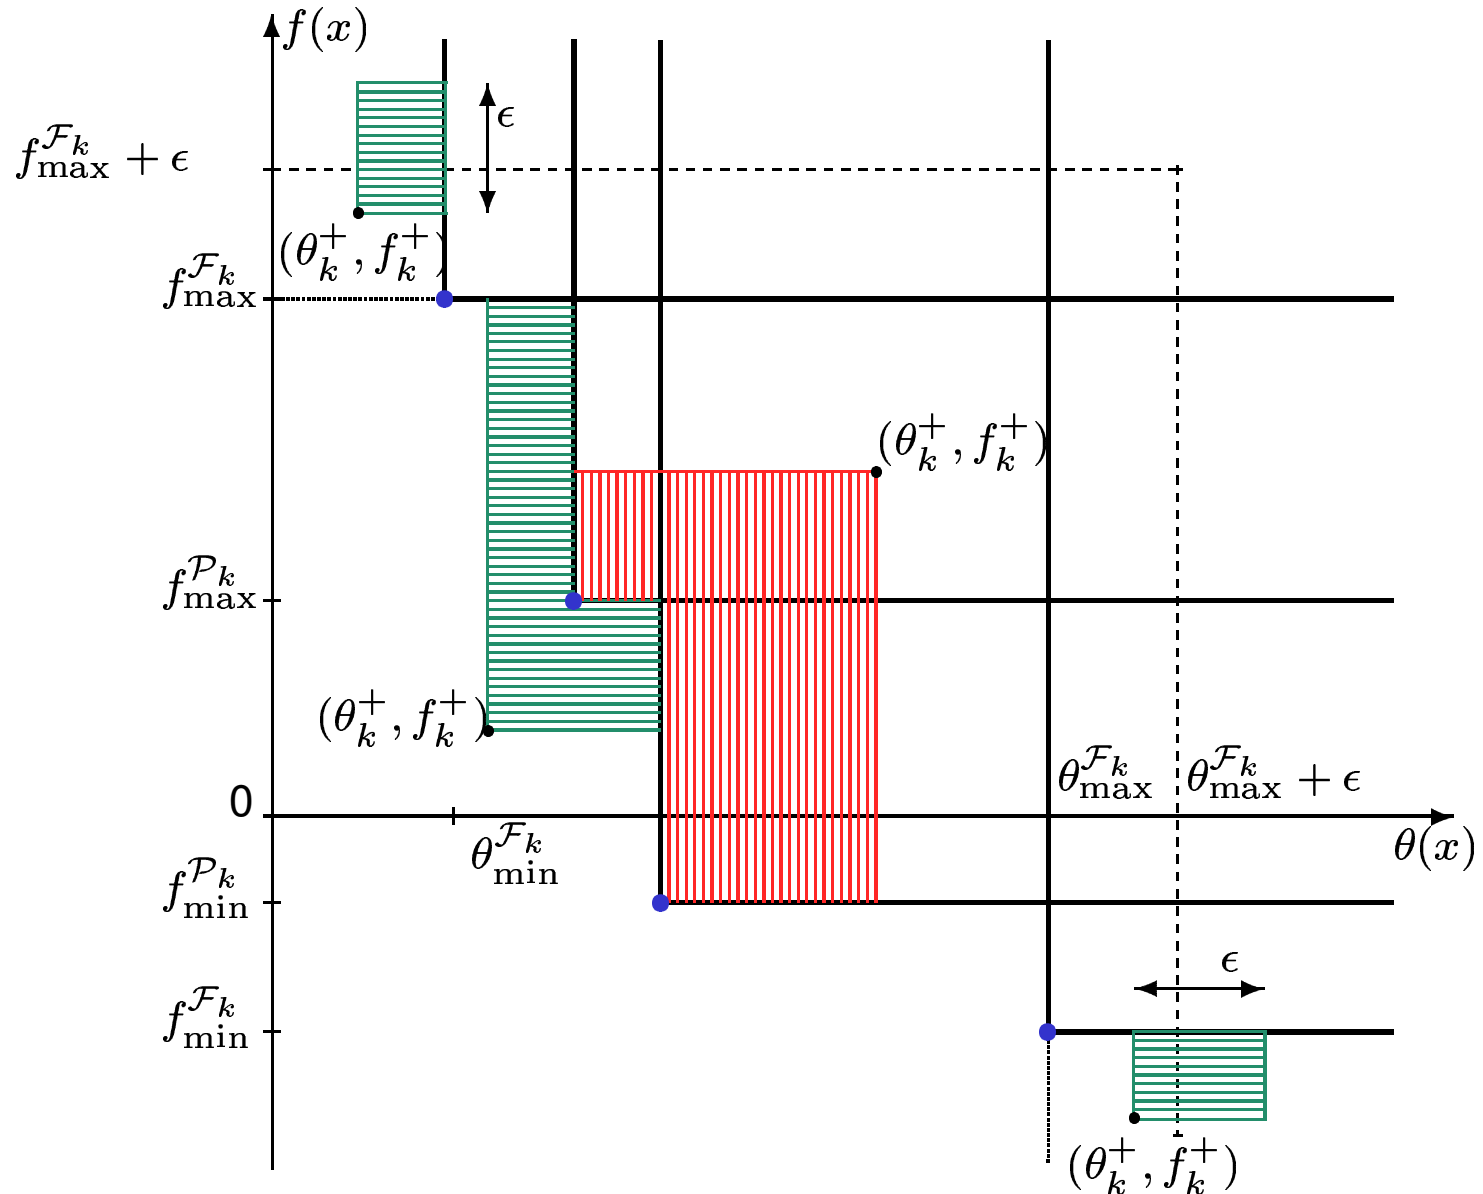 f(x)
ϵ
f_max^{𝓕_k} + ϵ
(θ_k^+, f_k^+)
f_max^{𝓕_k}
(θ_k^+, f_k^+)
f_max^{𝓟_k}
(θ_k^+, f_k^+)
θ_max^{𝓕_k}
θ_max^{𝓕_k} + ϵ
0
θ_min^{𝓕_k}
θ(x)
f_min^{𝓟_k}
ϵ
f_min^{𝓕_k}
(θ_k^+, f_k^+)